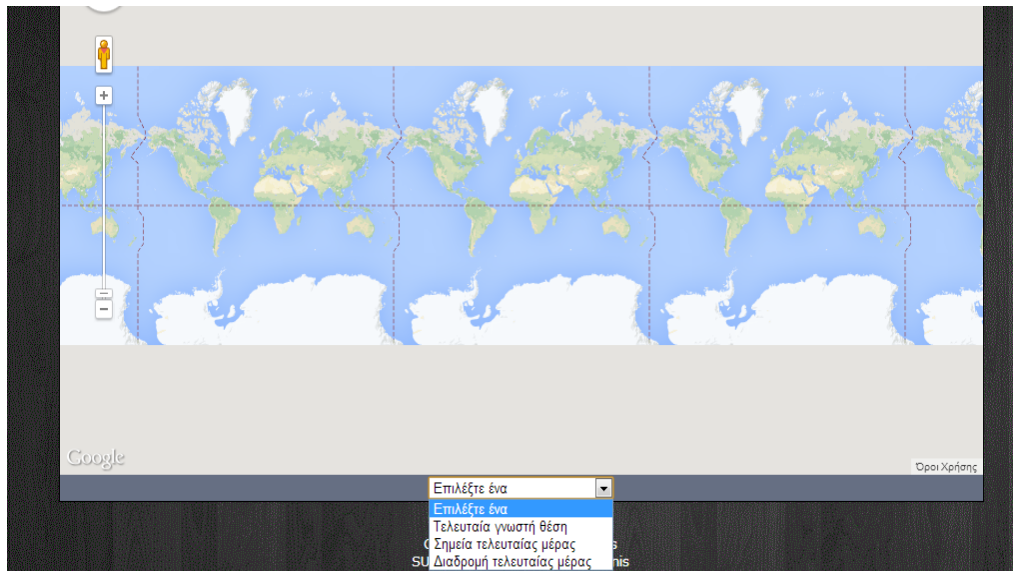 Google
Όροι Χρήσης
Επιλέξτε ένα
Επιλέξτε ένα
Τελευταία γνωστή θέση
Σημεία τελευταίας μέρας
Διαδρομή τελευταίας μέρας